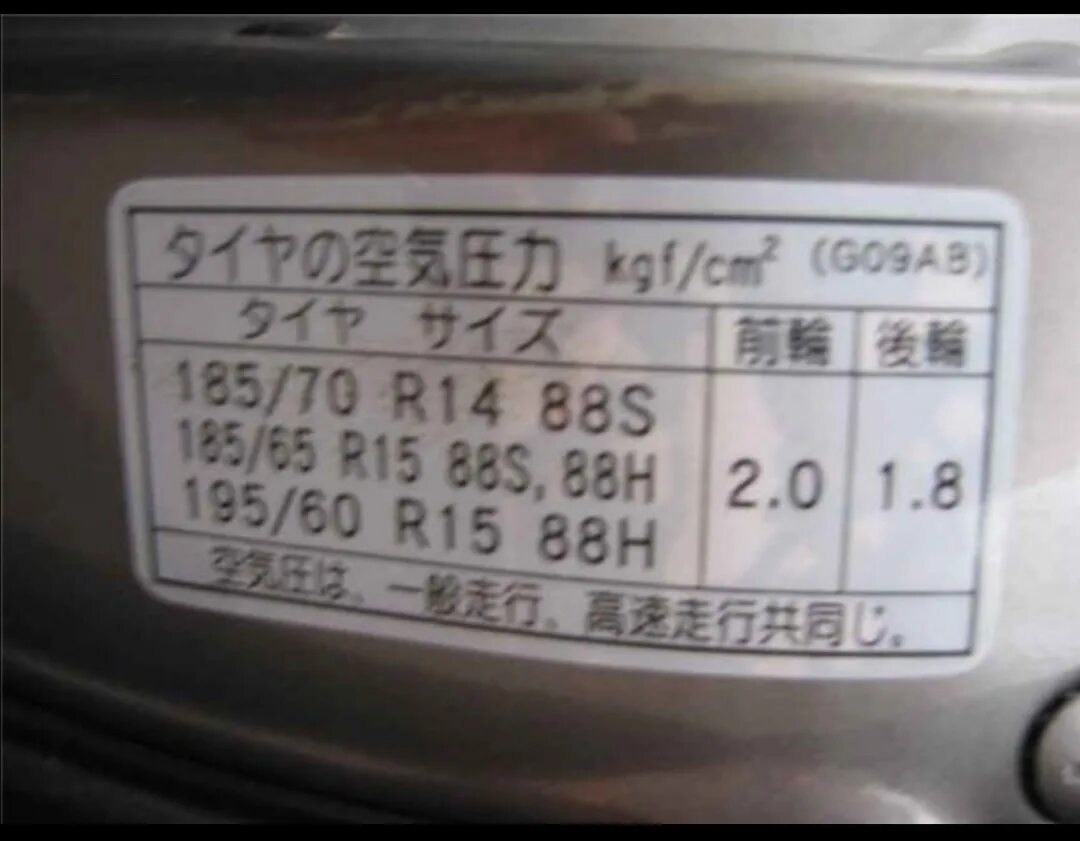 タイヤの空気圧力 kgf/cm² (G09AB)
タイヤ サイズ 前輪 後輪
185/70 R14 88S
185/65 R15 88S, 88H 2.0 1.8
195/60 R15 88H
空気圧は、一般走行、高速走行共同じ。